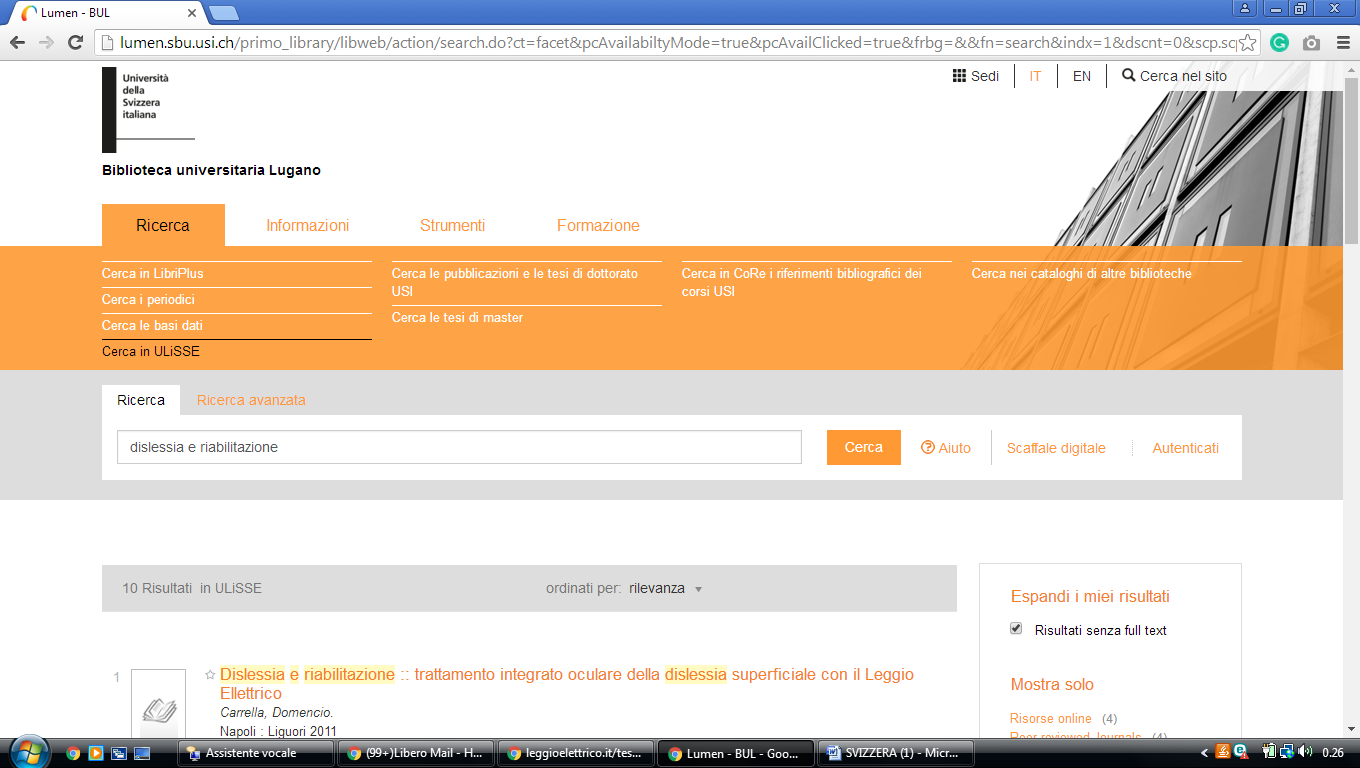 Lumen - BUL
lumen.sbu.usi.ch/primo_library/libweb/action/search.do?ct=facet&pcAvailabiltyMode=true&pcAvailClicked=true&frbg=&&fn=search&indx=1&dscnt=0&scp.sc
Università
della
Svizzera
italiana
Sedi IT EN Cerca nel sito
Biblioteca universitaria Lugano
Ricerca Informazioni Strumenti Formazione
Cerca in LibriPlus
Cerca i periodici
Cerca le basi dati
Cerca in ULiSSE
Cerca le pubblicazioni e le tesi di dottorato
USI
Cerca le tesi di master
Cerca in CoRe i riferimenti bibliografici dei
corsi USI
Cerca nei cataloghi di altre biblioteche
Ricerca Ricerca avanzata
dislessia e riabilitazione Cerca Aiuto Scaffale digitale Autenticati
10 Risultati in ULiSSE ordinati per: rilevanza
1
Dislessia e riabilitazione :: trattamento integrato oculare della dislessia superficiale con il Leggio
Ellettrico
Carrella, Domencio.
Napoli : Liguori 2011
Espandi i miei risultati
Risultati senza full text
Mostra solo
Risorse online (4)
Peer reviewed Journals (4)
Assistente vocale (99+)Libero Mail - H... leggioelettrico.it/tes... Lumen - BUL - Goo... SVIZZERA (1) - Micr... 0.26